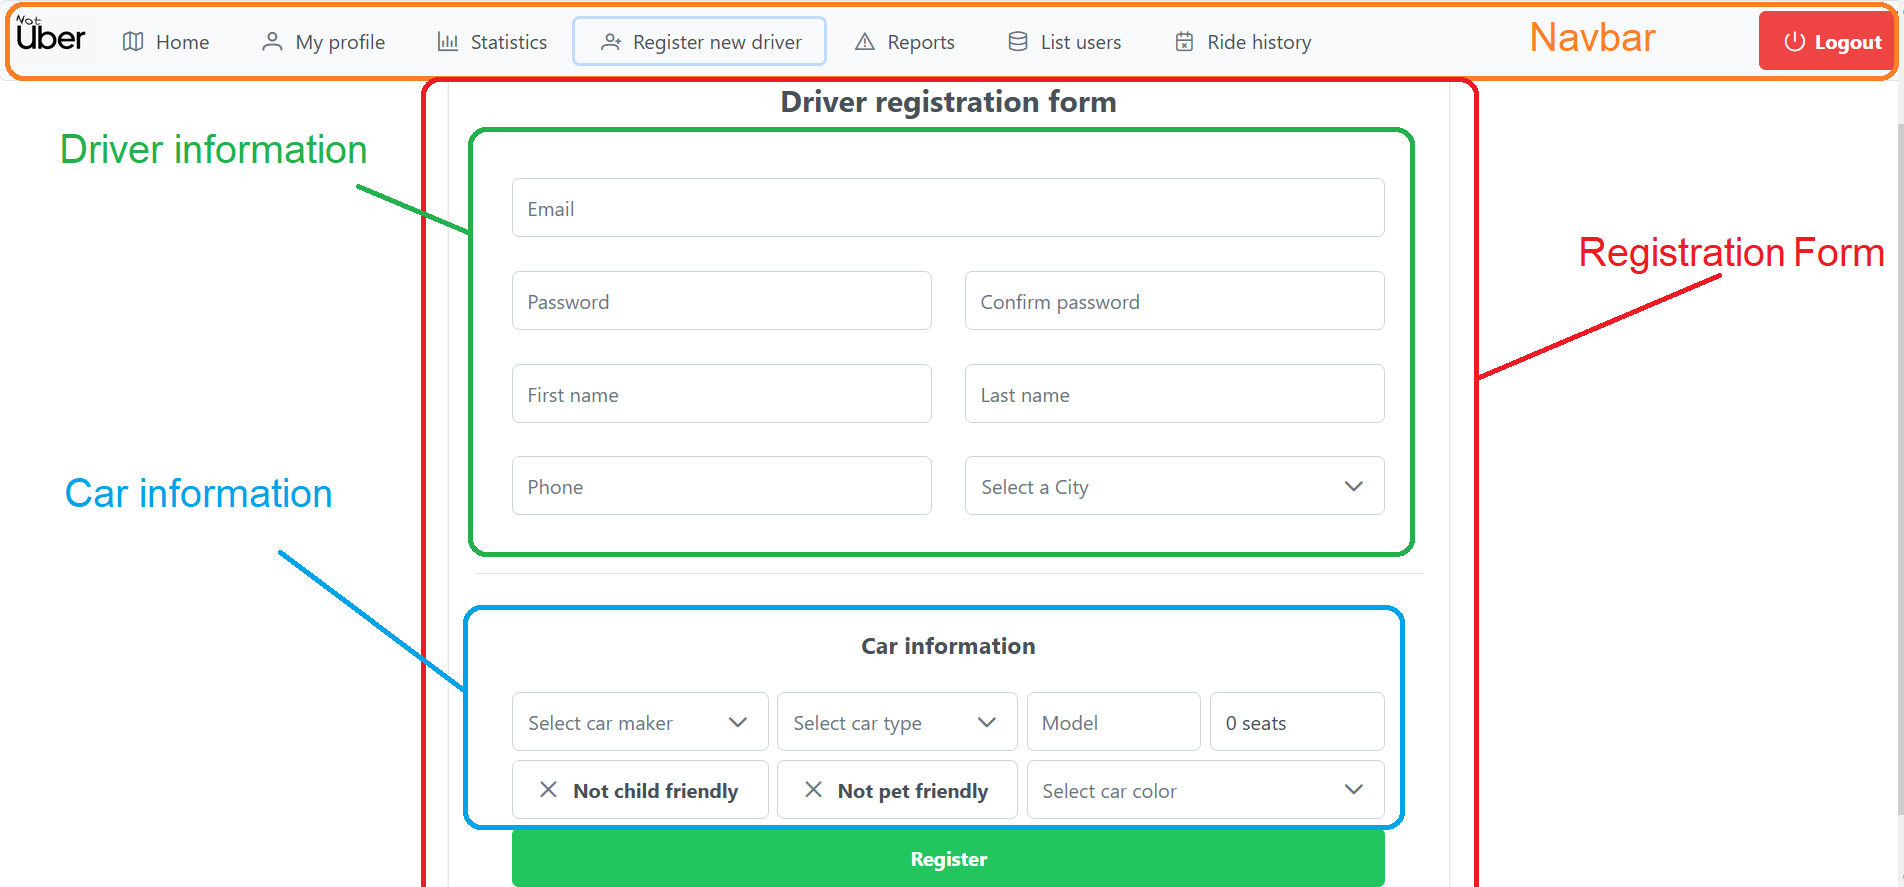 Not
Uber
Home
My profile
Statistics
Register new driver
Reports
List users
Ride history
Navbar
Logout
Driver registration form
Driver information
Email
Registration Form
Password
Confirm password
First name
Last name
Phone
Select a City
Car information
Car information
Select car maker
Select car type
Model
0 seats
Not child friendly
Not pet friendly
Select car color
Register